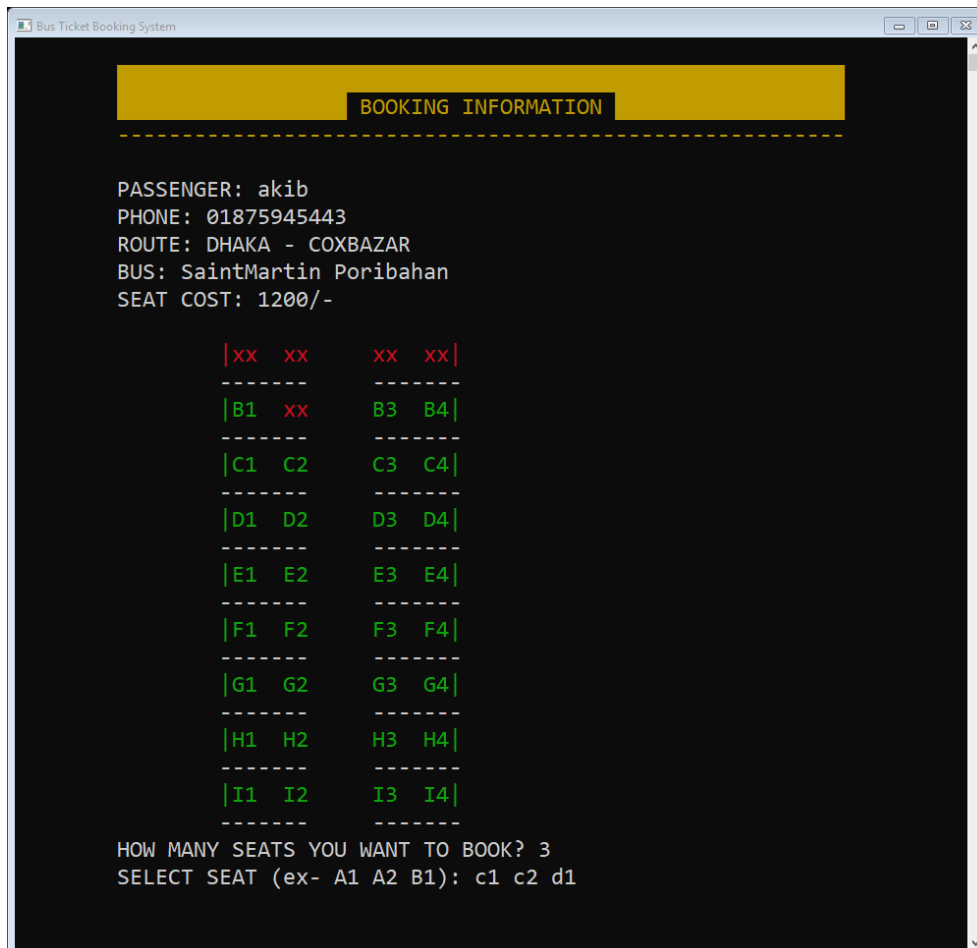 Bus Ticket Booking System
BOOKING INFORMATION
---------------------------------------------------------
PASSENGER: akib
PHONE: 01875945443
ROUTE: DHAKA - COXBAZAR
BUS: SaintMartin Poribahan
SEAT COST: 1200/-
|xx  xx     xx  xx|
-------     -------
|B1  xx     B3  B4|
-------     -------
|C1  C2     C3  C4|
-------     -------
|D1  D2     D3  D4|
-------     -------
|E1  E2     E3  E4|
-------     -------
|F1  F2     F3  F4|
-------     -------
|G1  G2     G3  G4|
-------     -------
|H1  H2     H3  H4|
-------     -------
|I1  I2     I3  I4|
-------     -------
HOW MANY SEATS YOU WANT TO BOOK? 3
SELECT SEAT (ex- A1 A2 B1): c1 c2 d1